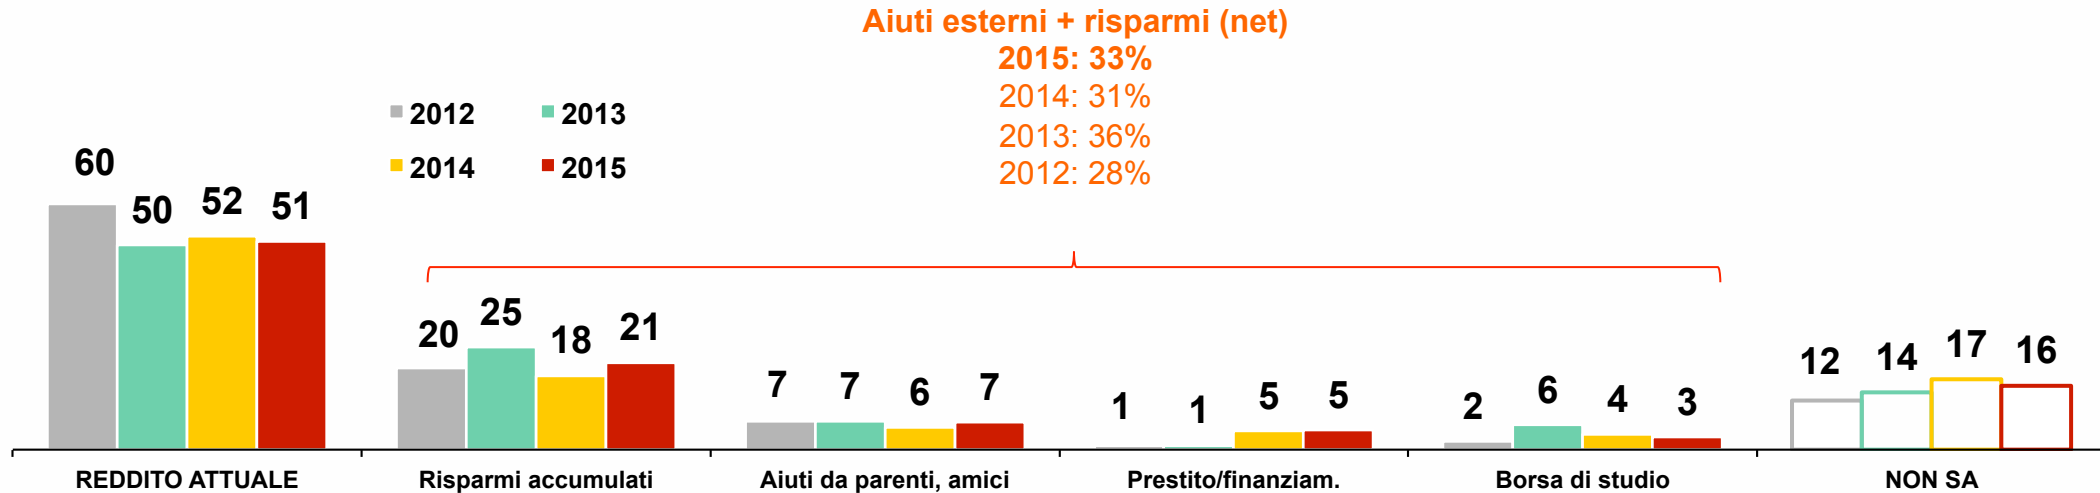 Aiuti esterni + risparmi (net)
2015: 33%
2014: 31%
2013: 36%
2012: 28%
2012 2013
2014 2015
60 50 52 51
20 25 18 21
7 7 6 7
1 1 5 5
2 6 4 3
12 14 17 16
REDDITO ATTUALE Risparmi accumulati Aiuti da parenti, amici Prestito/finanziam. Borsa di studio NON SA